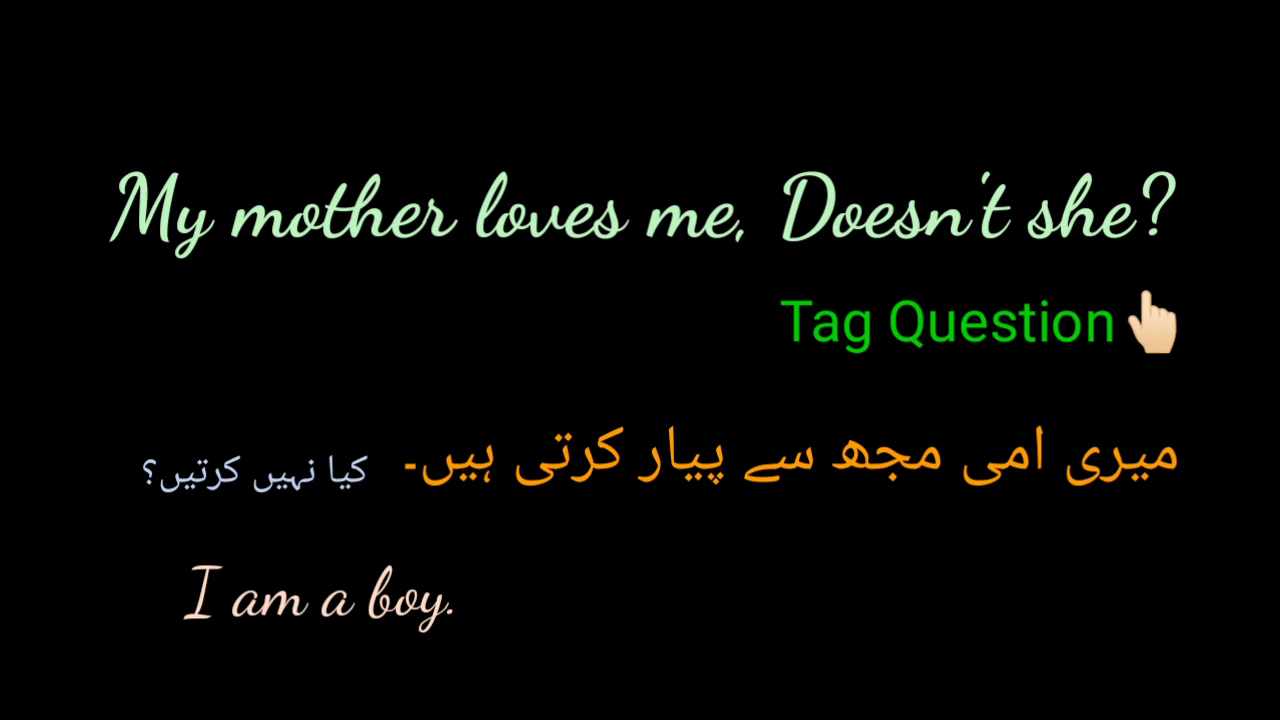 My mother loves me, Doesn't she?
Tag Question👆🏻
میری امی مجھ سے پیار کرتی ہیں۔ کیا نہیں کرتیں؟
I am a boy.